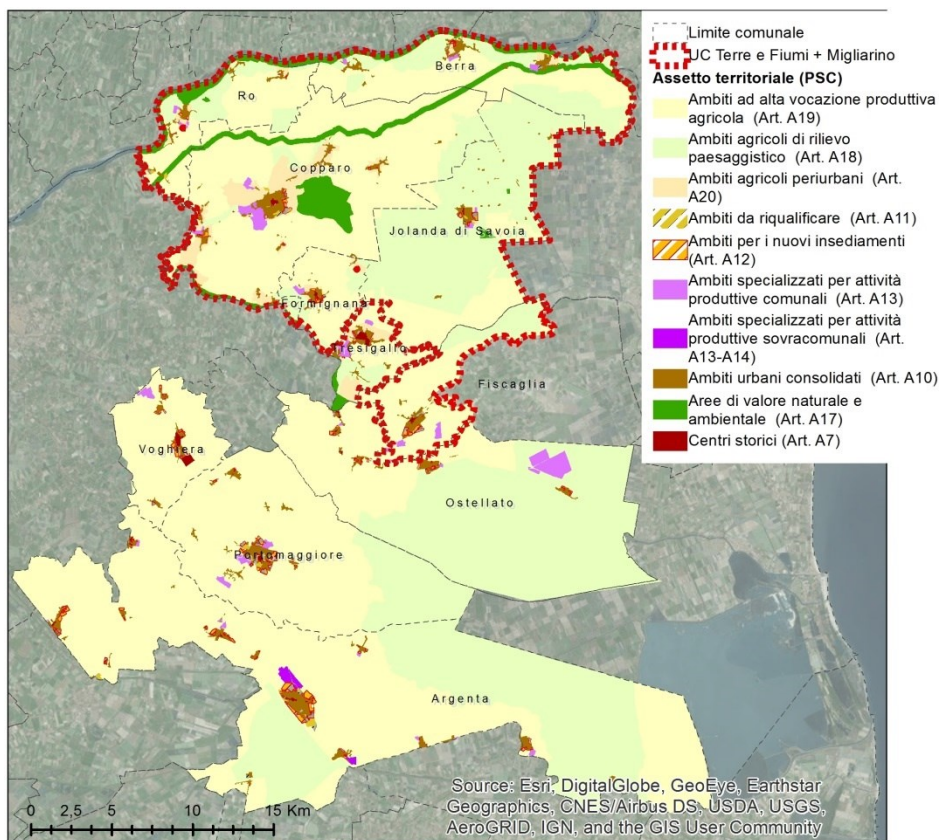 Limite comunale
UC Terre e Fiumi + Migliarino
Assetto territoriale (PSC)
Ambiti ad alta vocazione produttiva
agricola (Art. A19)
Ambiti agricoli di rilievo
paesaggistico (Art. A18)
Ambiti agricoli periurbani (Art.
A20)
Ambiti da riqualificare (Art. A11)
Ambiti per i nuovi insediamenti
(Art. A12)
Ambiti specializzati per attività
produttive comunali (Art. A13)
Ambiti specializzati per attività
produttive sovracomunali (Art.
A13-A14)
Ambiti urbani consolidati (Art. A10)
Aree di valore naturale e
ambientale (Art. A17)
Centri storici (Art. A7)
Berra
Ro
Copparo
Jolanda di Savoia
Formignana
Tresigallo
Fiscaglia
Voghiera
Ostellato
Portomaggiore
Argenta
Source: Esri, DigitalGlobe, GeoEye, Earthstar
Geographics, CNES/Airbus DS, USDA, USGS,
AeroGRID, IGN, and the GIS User Community
0 2,5 5 10 15 Km